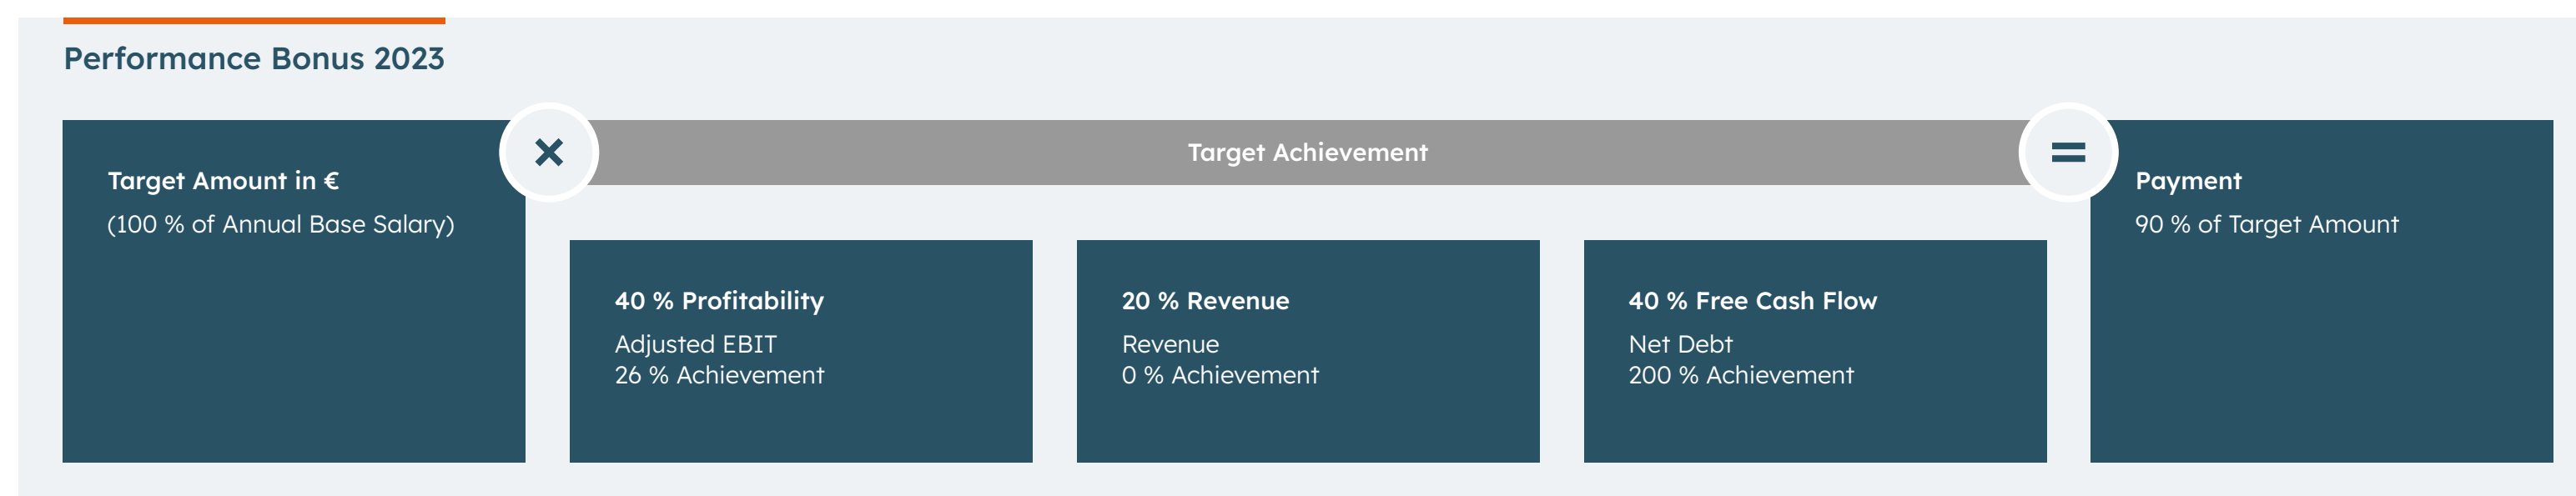 Performance Bonus 2023
Target Amount in €
(100 % of Annual Base Salary)
×
Target Achievement
=
40 % Profitability
Adjusted EBIT
26 % Achievement
20 % Revenue
Revenue
0 % Achievement
40 % Free Cash Flow
Net Debt
200 % Achievement
Payment
90 % of Target Amount